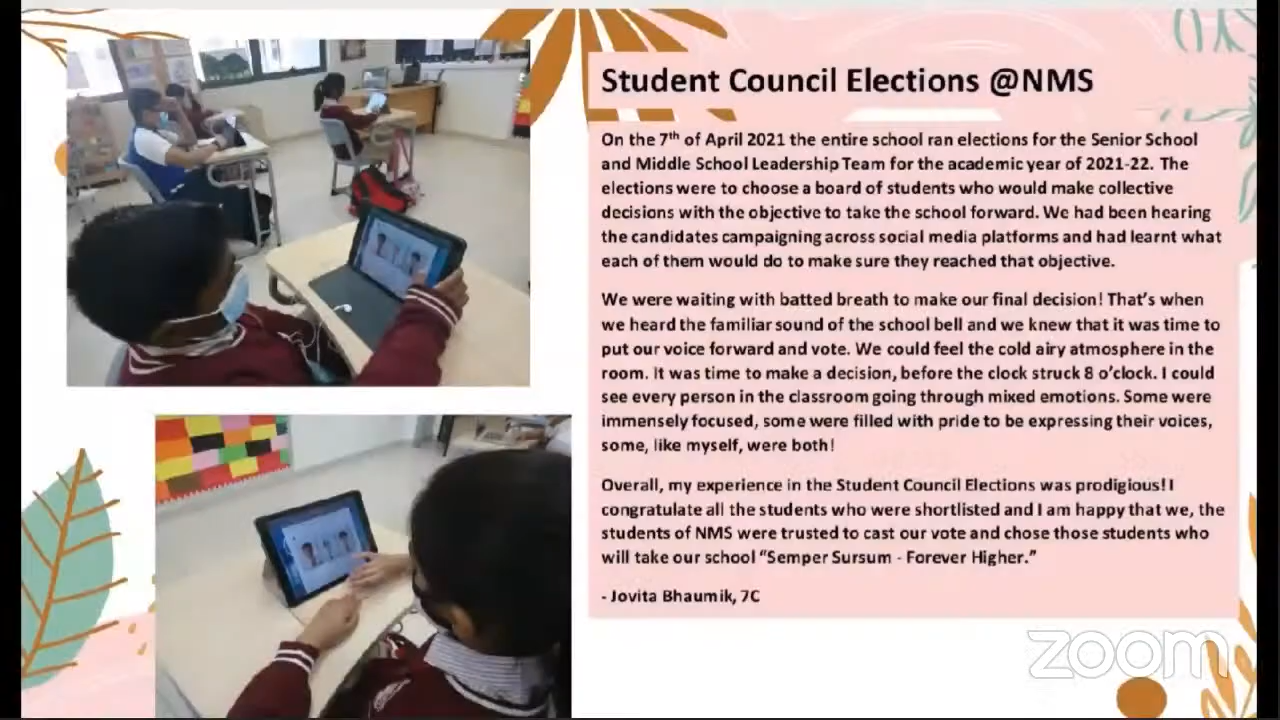 Student Council Elections @NMS
On the 7th of April 2021 the entire school ran elections for the Senior School
and Middle School Leadership Team for the academic year of 2021-22. The
elections were to choose a board of students who would make collective
decisions with the objective to take the school forward. We had been hearing
the candidates campaigning across social media platforms and had learnt what
each of them would do to make sure they reached that objective.
We were waiting with batted breath to make our final decision! That's when
we heard the familiar sound of the school bell and we knew that it was time to
put our voice forward and vote. We could feel the cold airy atmosphere in the
room. It was time to make a decision, before the clock struck 8 o'clock. I could
see every person in the classroom going through mixed emotions. Some were
immensely focused, some were filled with pride to be expressing their voices,
some, like myself, were both!
Overall, my experience in the Student Council Elections was prodigious! I
congratulate all the students who were shortlisted and I am happy that we, the
students of NMS were trusted to cast our vote and chose those students who
will take our school “Semper Sursum - Forever Higher.”
- Jovita Bhaumik, 7C
zoom